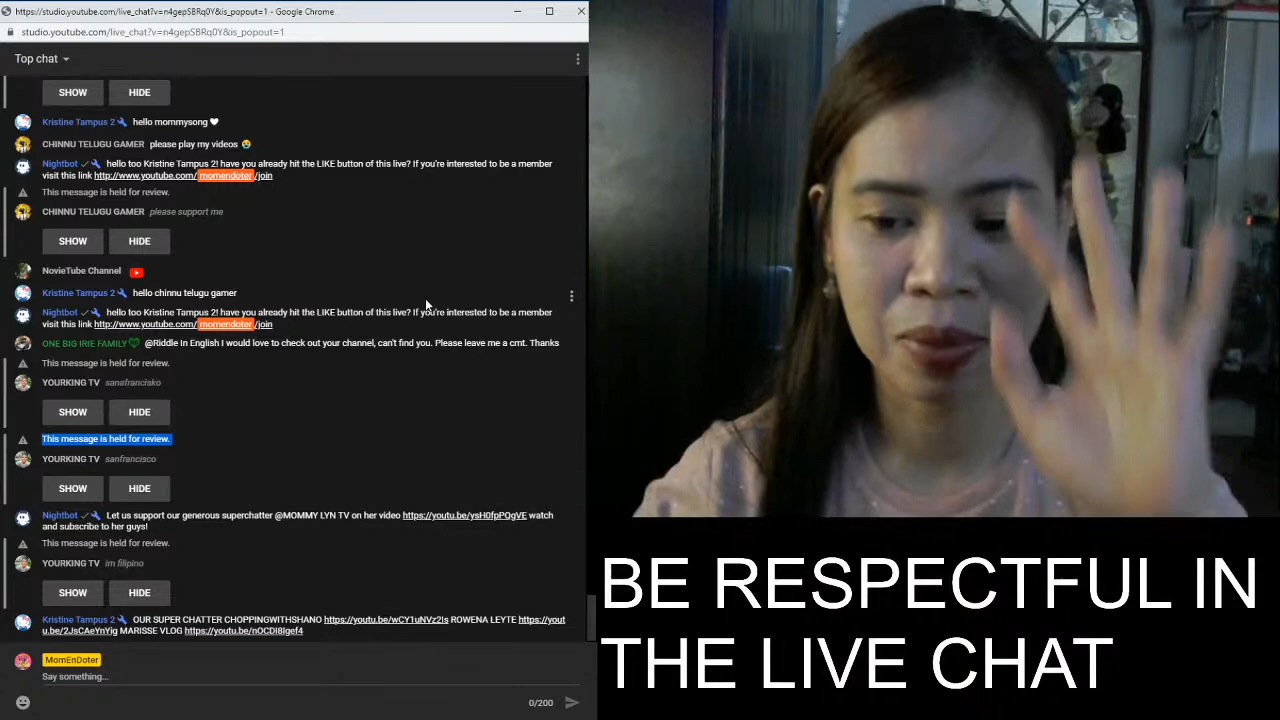 https://studio.youtube.com/live_chat?v=n4gepSBRq0Y&is_popout=1 - Google Chrome
studio.youtube.com/live_chat?v=n4gepSBRq0Y&is_popout=1
Top chat
SHOW HIDE
Kristine Tampus 2 hello mommysong
CHINNU TELUGU GAMER please play my videos
Nightbot hello too Kristine Tampus 2! have you already hit the LIKE button of this live? If you're interested to be a member
visit this link http://www.youtube.com/momendoter/join
This message is held for review.
CHINNU TELUGU GAMER please support me
SHOW HIDE
NovieTube Channel
Kristine Tampus 2 hello chinnu telugu gamer
Nightbot hello too Kristine Tampus 2! have you already hit the LIKE button of this live? If you're interested to be a member
visit this link http://www.youtube.com/momendoter/join
ONE BIG IRIE FAMILY @Riddle In English I would love to check out your channel, can't find you. Please leave me a cmt. Thanks
This message is held for review.
YOURKING TV sanafrancisko
SHOW HIDE
This message is held for review.
YOURKING TV sanfrancisco
SHOW HIDE
Nightbot Let us support our generous superchatter @MOMMY LYN TV on her video https://youtu.be/ysH0fpPOgVE watch
and subscribe to her guys!
This message is held for review.
YOURKING TV im filipino
SHOW HIDE
Kristine Tampus 2 OUR SUPER CHATTER CHOPPINGWITHSHANO https://youtu.be/wCY1uNVz2Is ROWENA LEYTE https://yout
u.be/2JsCAeYnYig MARISSE VLOG https://youtu.be/nOCDI8Igef4
MomEnDoter
Say something...
0/200
BE RESPECTFUL IN
THE LIVE CHAT